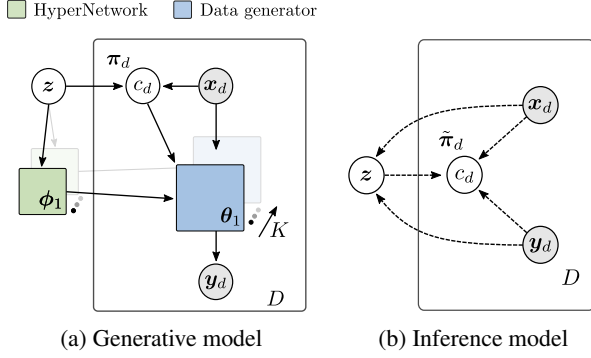 HyperNetwork Data generator
π_d
z c_d x_d
ϕ_1 θ_1
K
y_d
D
(a) Generative model
x_d
π̃_d
z c_d
y_d
D
(b) Inference model